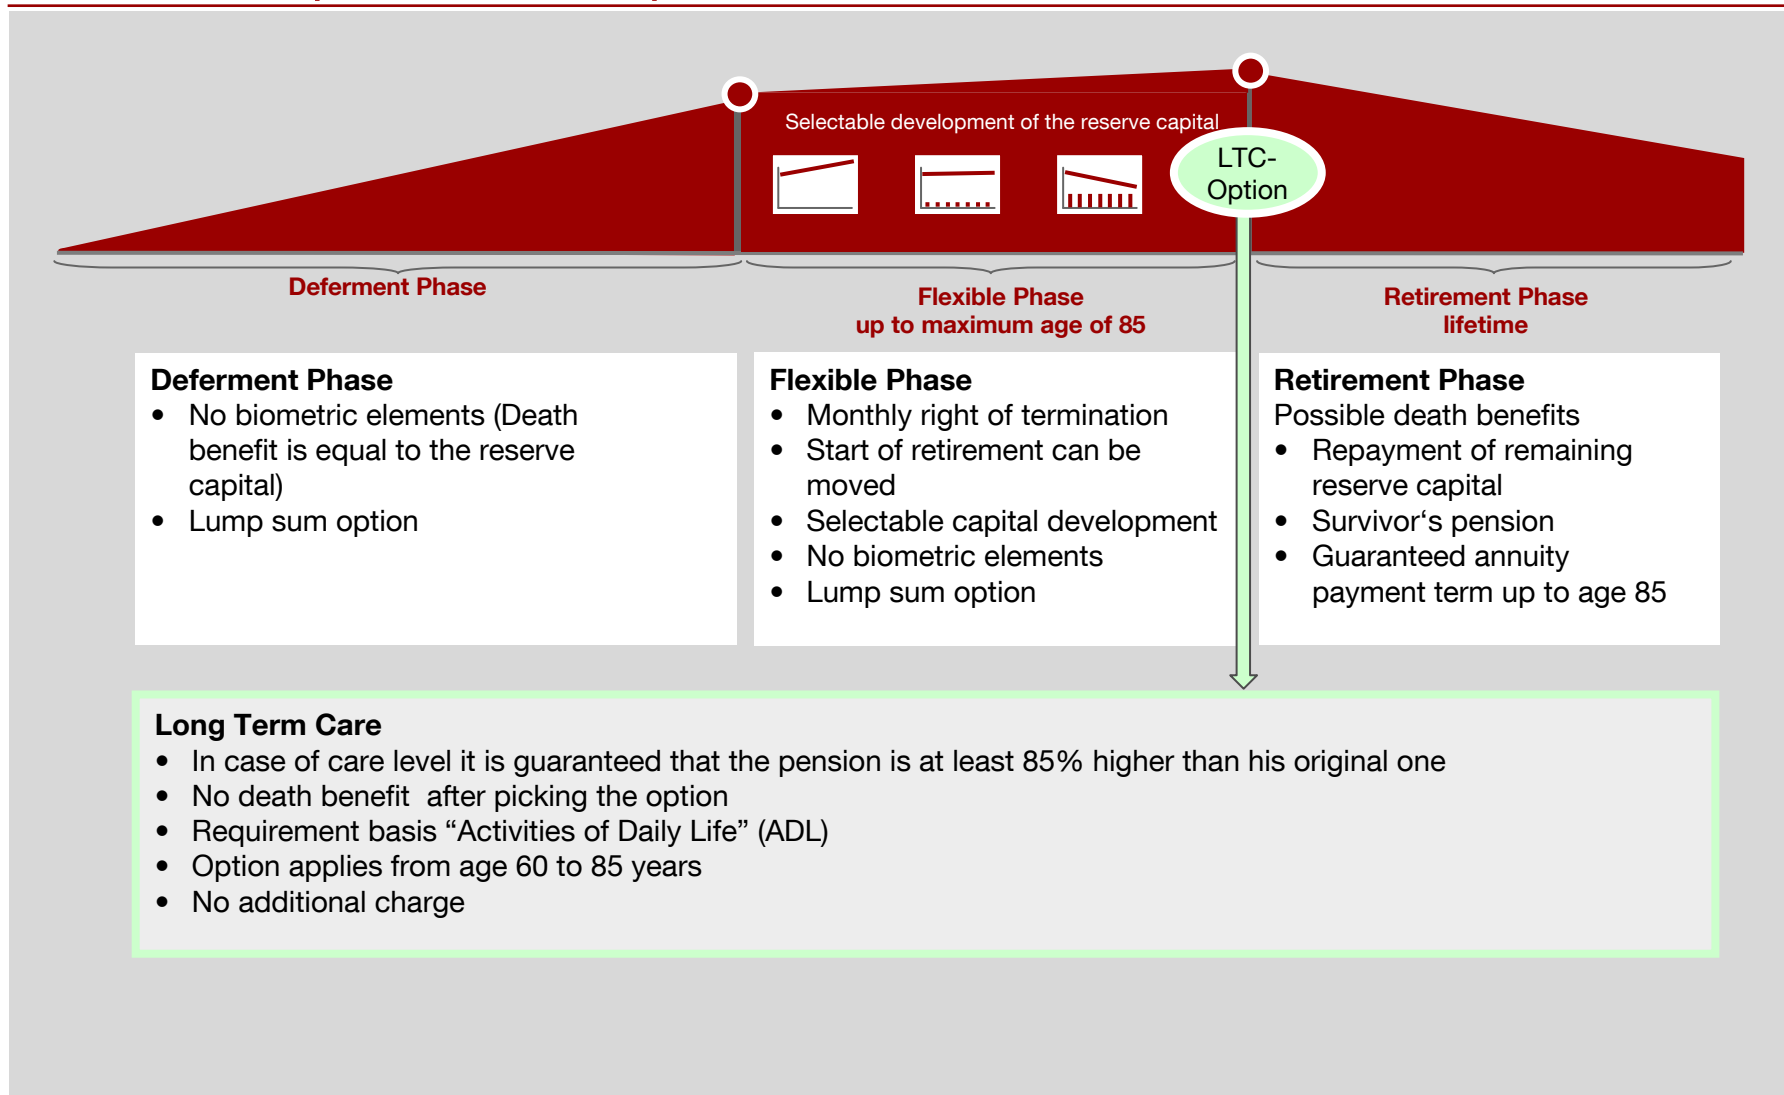 Selectable development of the reserve capital
LTC-
Option
Deferment Phase
Flexible Phase
up to maximum age of 85
Retirement Phase
lifetime
Deferment Phase
• No biometric elements (Death
benefit is equal to the reserve
capital)
• Lump sum option
Flexible Phase
• Monthly right of termination
• Start of retirement can be
moved
• Selectable capital development
• No biometric elements
• Lump sum option
Retirement Phase
Possible death benefits
• Repayment of remaining
reserve capital
• Survivor‘s pension
• Guaranteed annuity
payment term up to age 85
Long Term Care
• In case of care level it is guaranteed that the pension is at least 85% higher than his original one
• No death benefit  after picking the option
• Requirement basis “Activities of Daily Life” (ADL)
• Option applies from age 60 to 85 years
• No additional charge